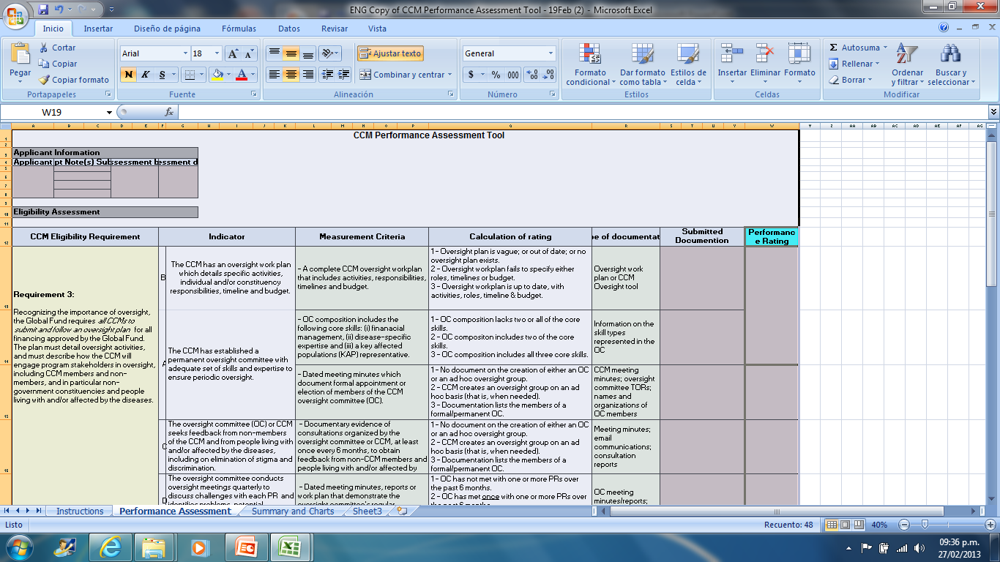 ENG Copy of CCM Performance Assessment Tool - 19Feb (2) - Microsoft Excel
Inicio Insertar Diseño de página Fórmulas Datos Revisar Vista
Pegar
Cortar
Copiar
Copiar formato
Portapapeles
Arial 18
N K S
Fuente
Ajustar texto
Combinar y centrar
Alineación
General
$ % 000
Número
Formato condicional
Dar formato como tabla
Estilos de celda
Estilos
Insertar Eliminar Formato
Celdas
Autosuma
Rellenar
Borrar
Ordenar y filtrar
Buscar y seleccionar
Modificar
W19
fx
CCM Performance Assessment Tool
Applicant Information
Applicant pt Note(s) Sub ssessment b essment d
Eligibility Assessment
CCM Eligibility Requirement
Indicator
Measurement Criteria
Calculation of rating
pe of documentat
Submitted
Documention
Performanc
e Rating
Requirement 3:
Recognizing the importance of oversight,
the Global Fund requires all CCMs to
submit and follow an oversight plan for all
financing approved by the Global Fund.
The plan must detail oversight activities,
and must describe how the CCM will
engage program stakeholders in oversight,
including CCM members and non-
members, and in particular non-
government constituencies and people
living with and/or affected by the diseases.
B
The CCM has an oversight work plan
which details specific activities,
individual and/or constituency
responsibilities, timeline and budget.
- A complete CCM oversight workplan
that includes activities, responsibilities,
timelines and budget.
1- Oversight plan is vague; or out of date; or no
oversight plan exists.
2 - Oversight workplan fails to specify either
roles, timelines or budget.
3 - Oversight workplan is up to date, with
activities, roles, timeline & budget.
Oversight work
plan or CCM
Ovesight tool
A
The CCM has established a
permanent oversight committee with
adequate set of skills and expertise to
ensure periodic oversight.
- OC composition includes the
following core skills: (i) finanacial
management, (ii) disease-specific
expertise and (iii) a key affected
populations (KAP) representative.
1- OC composition lacks two or all of the core
skills.
2 - OC compositon includes two of the core
skills.
3 - OC composition includes all three core skills.
Information on the
skill types
represented in the
OC
- Dated meeting minutes which
document formal appointment or
election of members of the CCM
oversight committee (OC).
1- No document on the creation of either an OC
or an ad hoc oversight group.
2 - CCM creates an oversight group on an ad
hoc basis (that is, when needed).
3 - Documentation lists the members of a
formal/permanent OC.
CCM meeting
minutes; oversight
committee TORs;
names and
organizations of
OC members
C
The oversight committee (OC) or CCM
seeks feedback from non-members
of the CCM and from people living with
and/or affected by the diseases,
including on elimination of stigma and
discrimination.
- Documentary evidence of
consultations organized by the
oversight committee or CCM, at least
once every 6 months, to obtain
feedback from non-CCM members and
people living with and/or affected by
1- No document on the creation of either an OC
or an ad hoc oversight group.
2 - CCM creates an oversight group on an ad
hoc basis (that is, when needed).
3 - Documentation lists the members of a
formal/permanent OC.
Meeting minutes;
email
communications;
consultation
reports
D
The oversight committee conducts
oversight meetings quarterly to
discuss challenges with each PR and
- Dated meeting minutes, reports or
work plan that demonstrate the
1- OC has not met with one or more PRs over
the past 6 months.
2 - OC has met once with one or more PRs over
OC meeting
minutes/reports;
Instructions Performance Assessment Summary and Charts Sheet3
Listo
Recuento: 48
40%
09:36 p.m.
27/02/2013